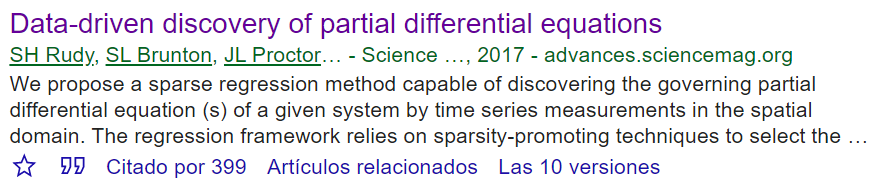 Data-driven discovery of partial differential equations
SH Rudy, SL Brunton, JL Proctor… - Science …, 2017 - advances.sciencemag.org
We propose a sparse regression method capable of discovering the governing partial
differential equation (s) of a given system by time series measurements in the spatial
domain. The regression framework relies on sparsity-promoting techniques to select the …
Citado por 399 Artículos relacionados Las 10 versiones